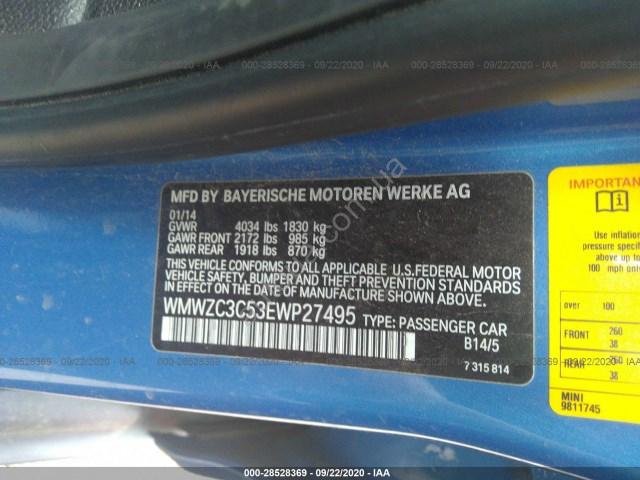 000-28528369 - 09/22/2020 - IAA
MFD BY BAYERISCHE MOTOREN WERKE AG
01/14
GVWR 4034 lbs 1830 kg
GAWR FRONT 2172 lbs 985 kg
GAWR REAR 1918 lbs 870 kg
THIS VEHICLE CONFORMS TO ALL APPLICABLE U.S.FEDERAL MOTOR
VEHICLE SAFETY, BUMPER AND THEFT PREVENTION STANDARDS
IN EFFECT ON THE DATE OF MANUFACTURE SHOWN ABOVE.
WMWZC3C53EWP27495 TYPE: PASSENGER CAR
B14/5
7 315 814
IMPORTAN
Use inflation
pressure specif
above to
100 mph on
over 100
FRONT 260
38
REAR 260
38
MINI
9811745
000-28528369 - 09/22/2020 - IAA